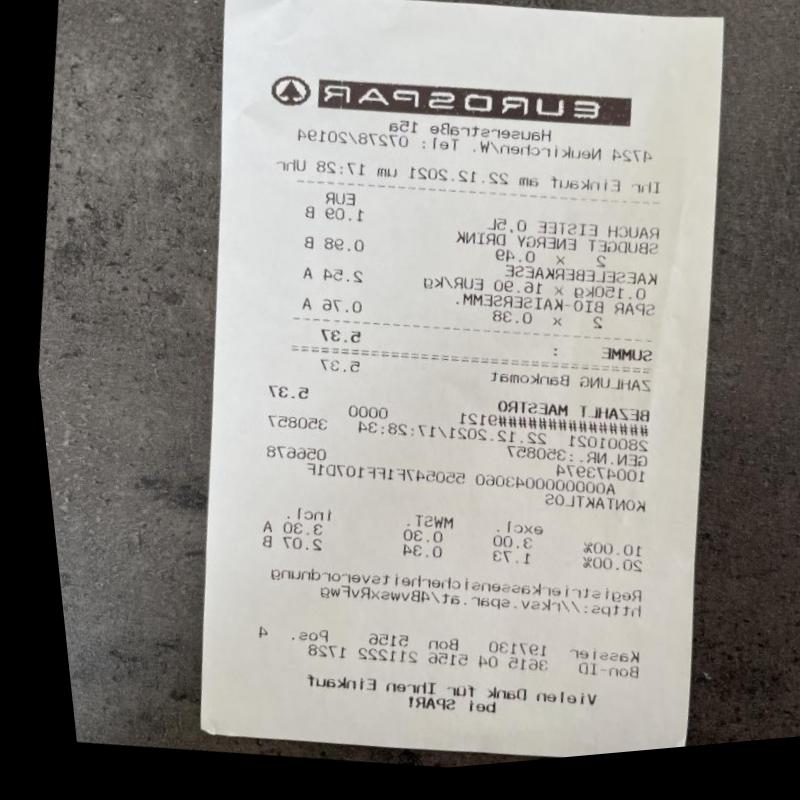 EUROSPAR
Hauserstraße 15a
4724 Neukirchen/W. Tel: 07278/20194
Ihr Einkauf am 22.12.2021 um 17:28 Uhr
EUR
RAUCH EISTEE 0,5L 1.09 B
SBUDGET ENERGY DRINK
2 x 0.49 0.98 B
KAESELEBERKAERKAESE
0.150kg x 16.90 EUR/kg 2.54 A
SPAR BIO-KAISERSEMM.
2 x 0.38 0.76 A
SUMME : 5.37
ZAHLUNG Bankomat 5.37
BEZAHLT MAESTRO 5.37
###############9121 0000
28001021 22.12.2021/17:28:34 350857
GEN.NR.:350857
100473974 056678
A0000000043060 550547F1FF107D1F
KONTAKTLOS
excl. MWST. incl.
10.00% 3.00 0.30 3.30 A
20.00% 1.73 0.34 2.07 B
Registrierkassensicherheitsverordnung
https://rksv.spar.at/4BvwsxRvFwg
Kassier 197130 Bon 5156 Pos. 4
Bon-ID 3615 04 5156 211222 1728
Vielen Dank für Ihren Einkauf
bei SPAR!